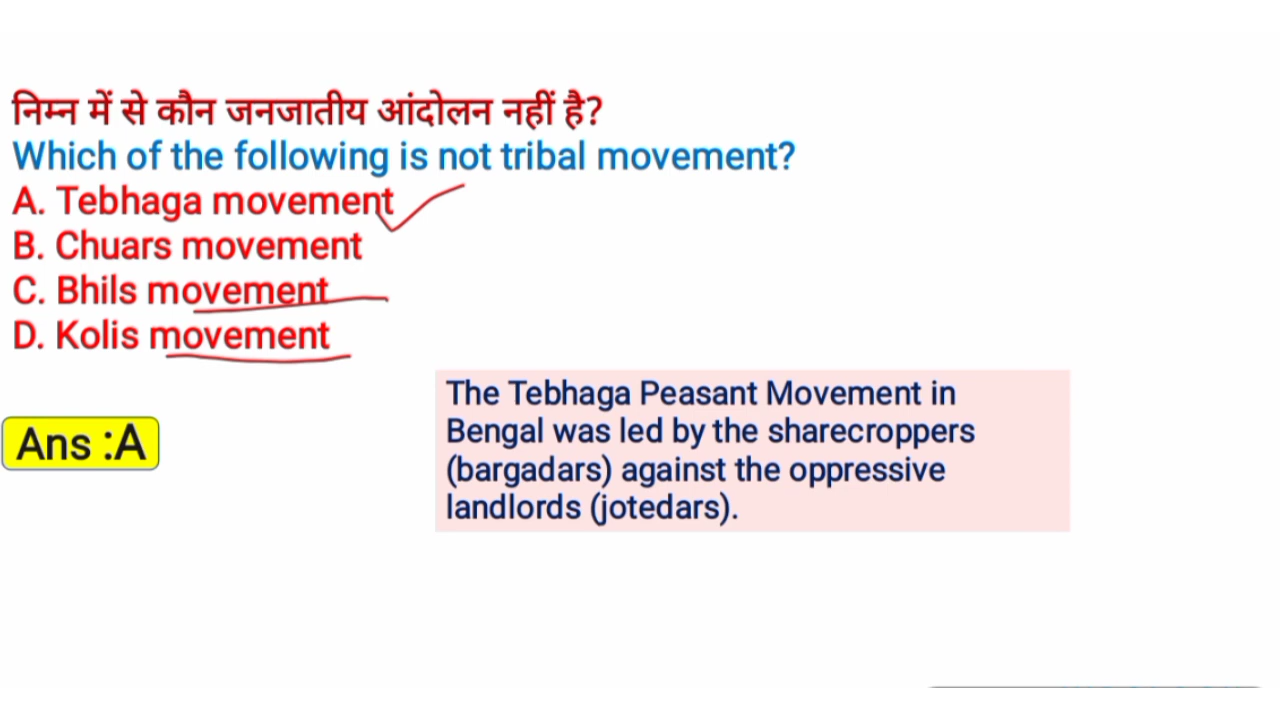 निम्न में से कौन जनजातीय आंदोलन नहीं है?
Which of the following is not tribal movement?
A. Tebhaga movement
B. Chuars movement
C. Bhils movement
D. Kolis movement
Ans :A
The Tebhaga Peasant Movement in
Bengal was led by the sharecroppers
(bargadars) against the oppressive
landlords (jotedars).